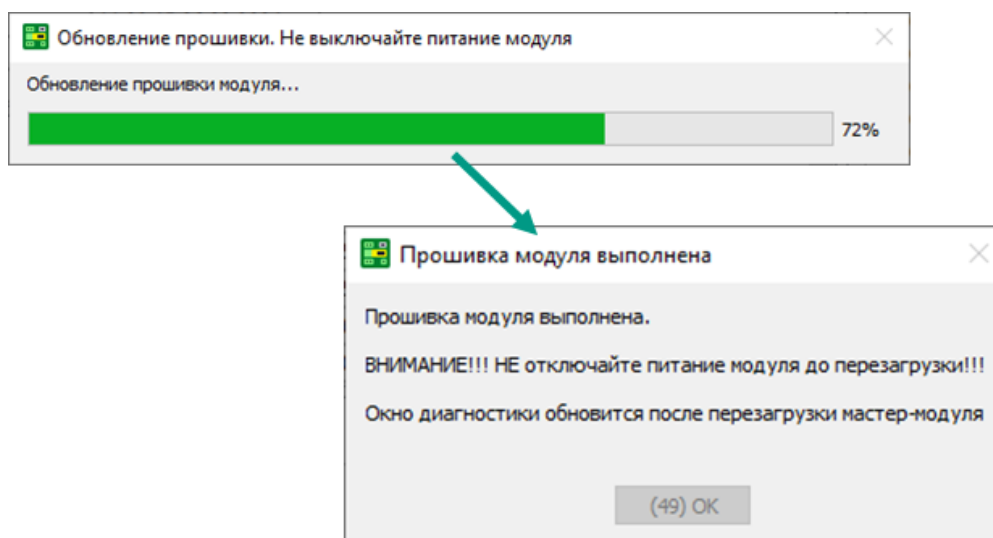 Обновление прошивки. Не выключайте питание модуля
Обновление прошивки модуля...
72%
Прошивка модуля выполнена
Прошивка модуля выполнена.
ВНИМАНИЕ!!! НЕ отключайте питание модуля до перезагрузки!!!
Окно диагностики обновится после перезагрузки мастер-модуля
(49) OK